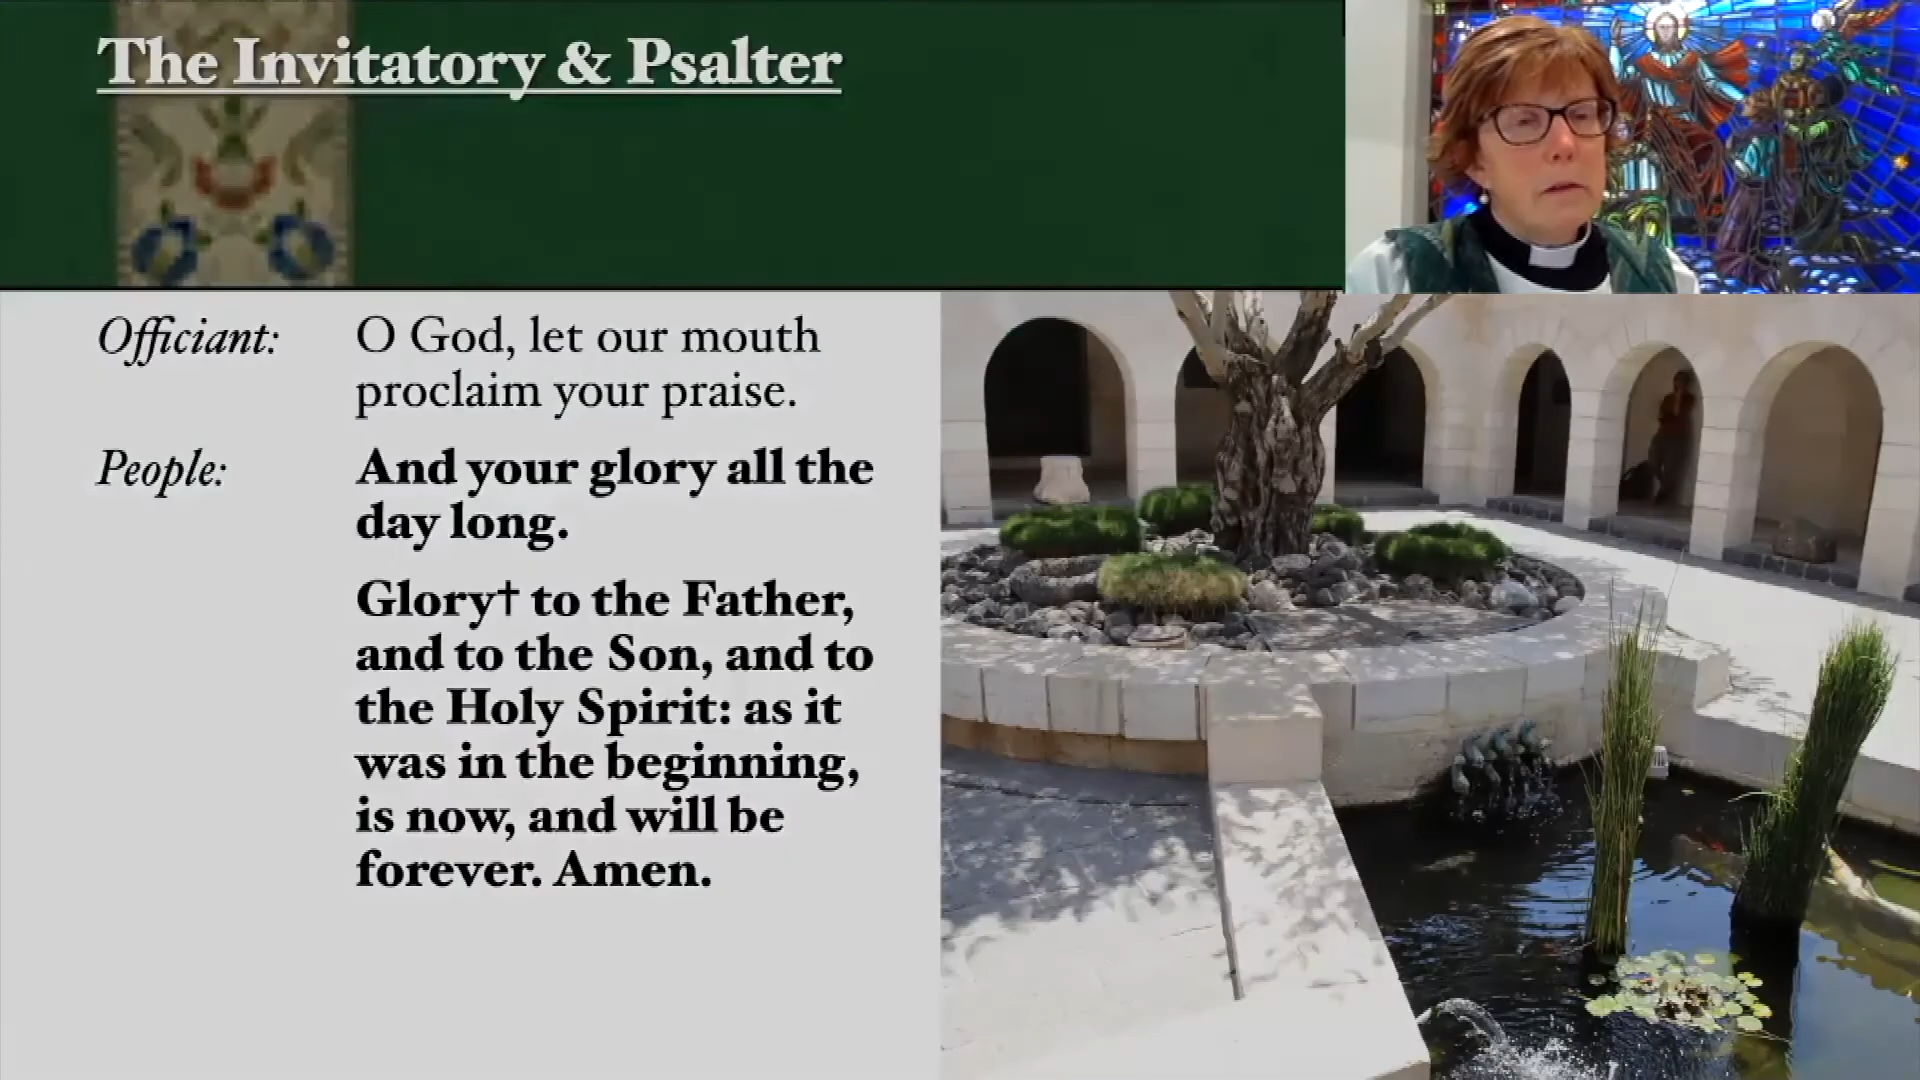 The Invitatory & Psalter
Officiant: O God, let our mouth
proclaim your praise.
People: And your glory all the
day long.
Glory† to the Father,
and to the Son, and to
the Holy Spirit: as it
was in the beginning,
is now, and will be
forever. Amen.